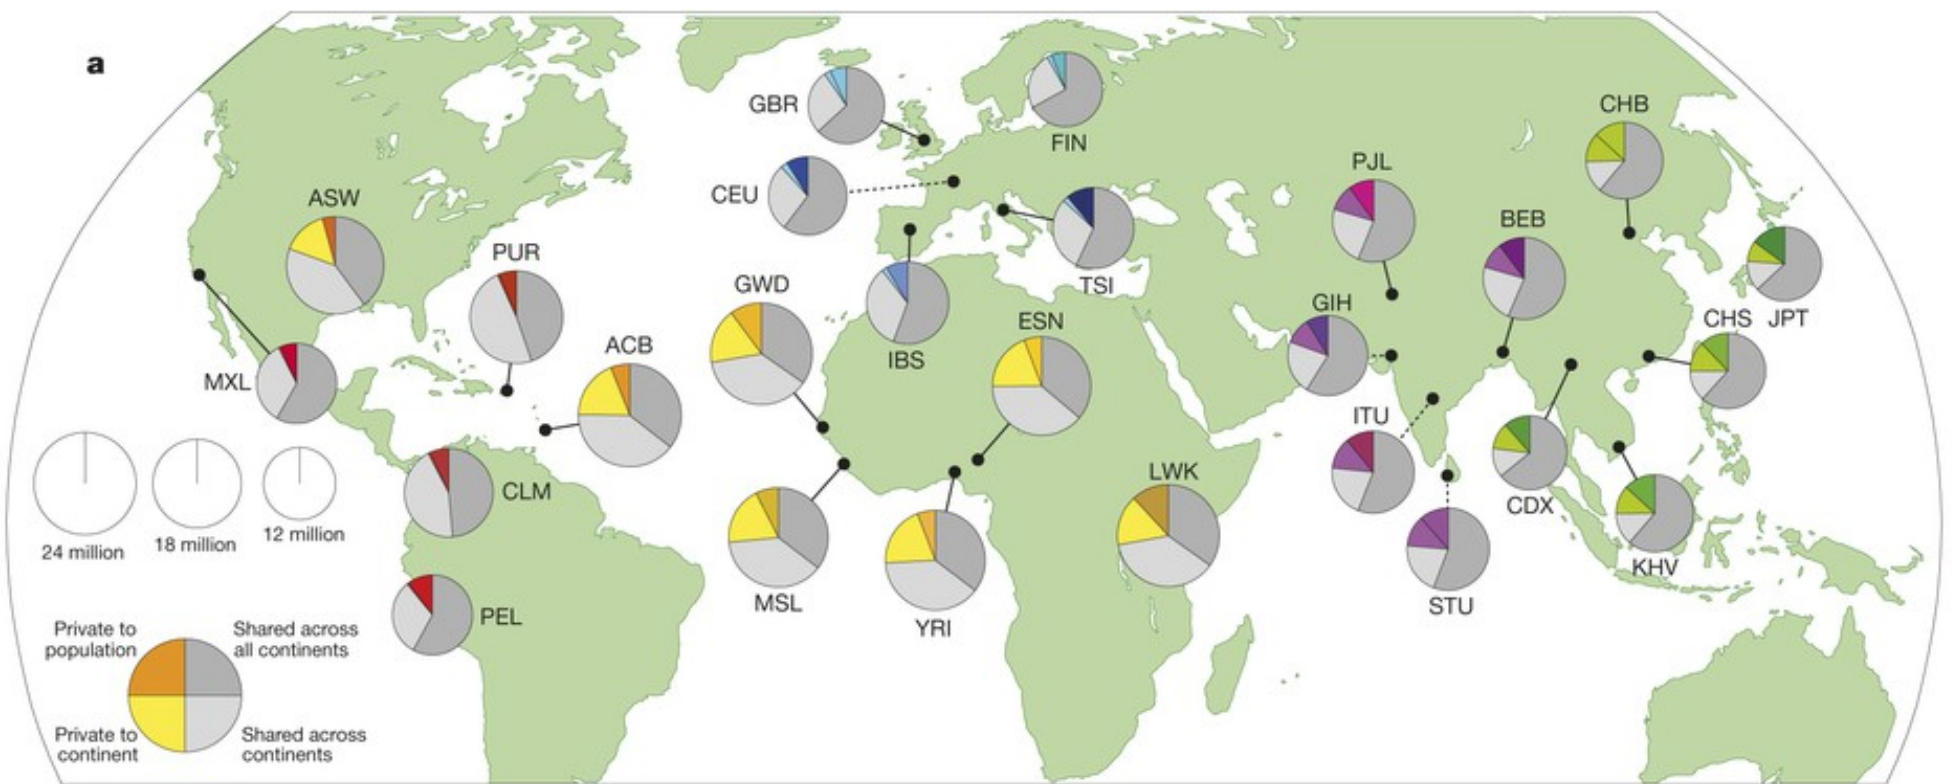 a
GBR
FIN
CHB
CEU
PJL
ASW
BEB
PUR
GWD
TSI
GIH
ESN
CHS
JPT
ACB
IBS
MXL
ITU
LWK
CLM
CDX
24 million
18 million
12 million
KHV
MSL
STU
PEL
YRI
Private to
population
Shared across
all continents
Private to
continent
Shared across
continents